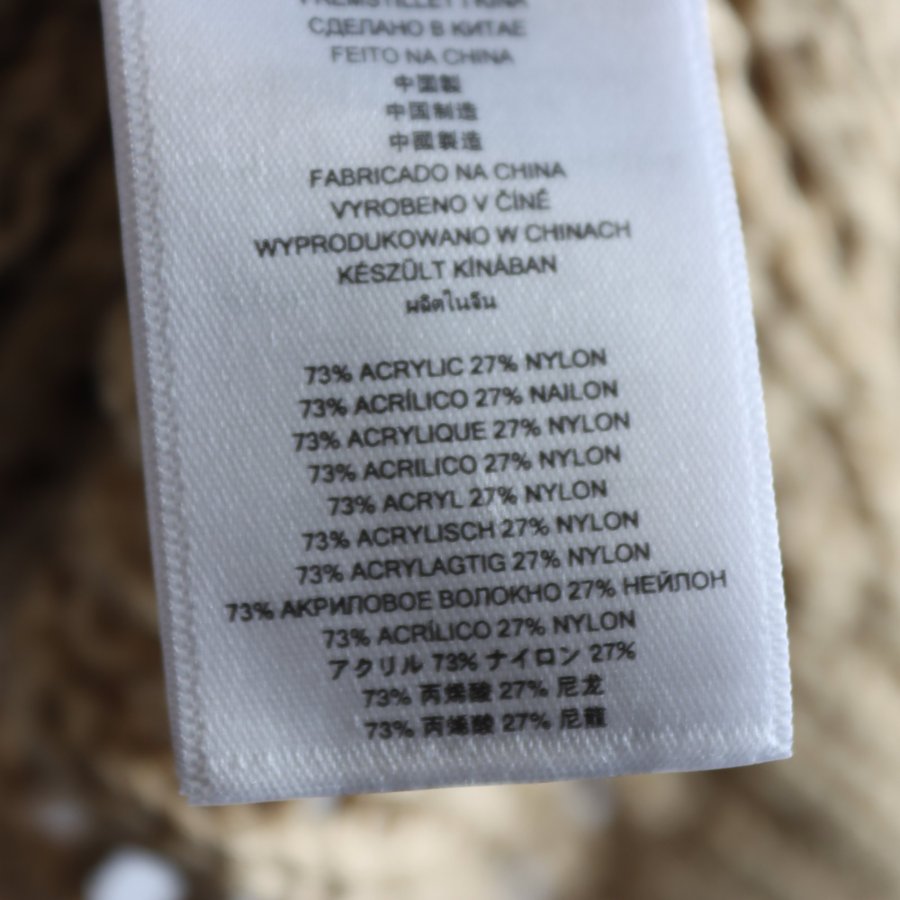 FREMSTILLET I KINA
СДЕЛАНО В КИТАЕ
FEITO NA CHINA
中国製
中国制造
中國製造
FABRICADO NA CHINA
VYROBENO V ČÍNĚ
WYPRODUKOWANO W CHINACH
KÉSZÜLT KÍNÁBAN
ผลิตในจีน
73% ACRYLIC 27% NYLON
73% ACRÍLICO 27% NAILON
73% ACRYLIQUE 27% NYLON
73% ACRILICO 27% NYLON
73% ACRYL 27% NYLON
73% ACRYLISCH 27% NYLON
73% ACRYLAGTIG 27% NYLON
73% АКРИЛОВОЕ ВОЛОКНО 27% НЕЙЛОН
73% ACRÍLICO 27% NYLON
アクリル 73% ナイロン 27%
73% 丙烯酸 27% 尼龙
73% 丙烯酸 27% 尼龍